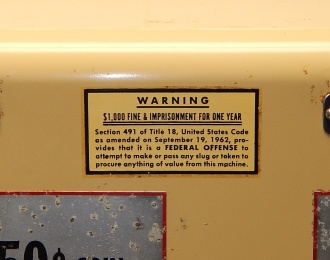 WARNING
$1,000 FINE & IMPRISONMENT FOR ONE YEAR
Section 491 of Title 18, United States Code
as amended on September 19, 1962, pro-
vides that it is a FEDERAL OFFENSE to
attempt to make or pass any slug or token to
procure anything of value from this machine.
50¢